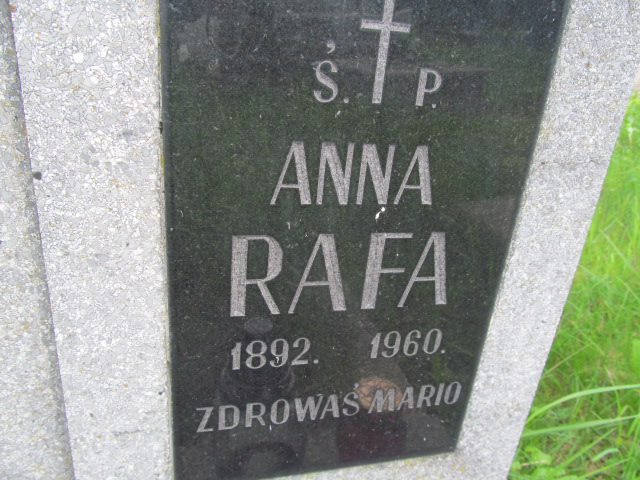 Ś. P.
ANNA
RAFA
1892. 1960.
ZDROWAŚ MARIO